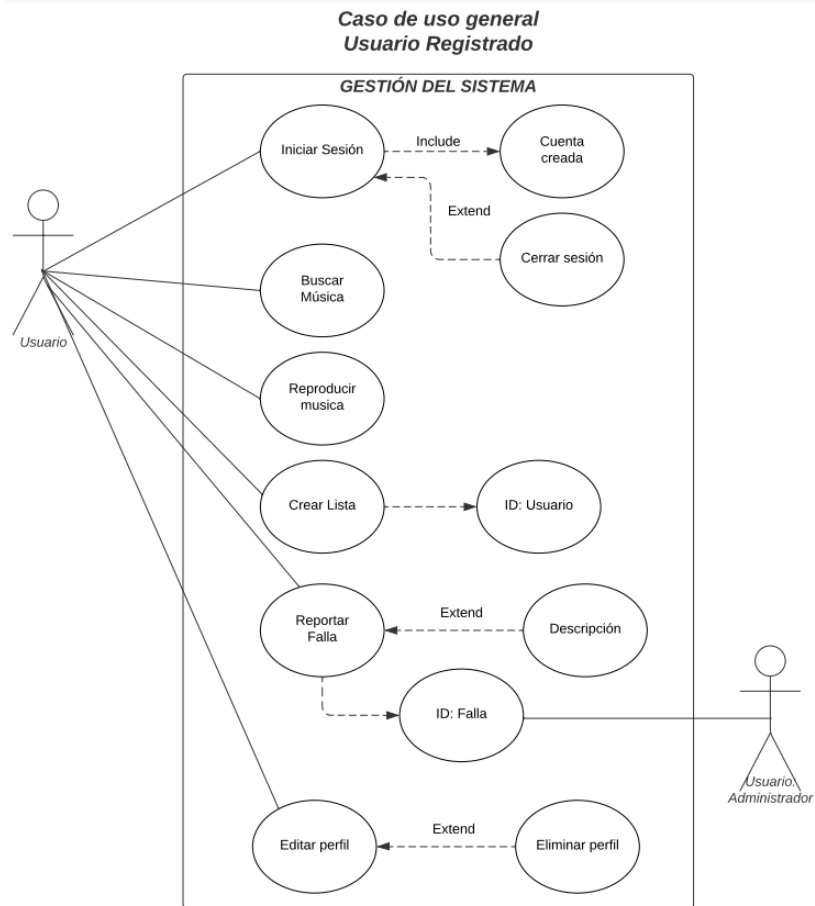 Caso de uso general
Usuario Registrado
GESTIÓN DEL SISTEMA
Iniciar Sesión
Include
Cuenta
creada
Extend
Cerrar sesión
Buscar
Música
Usuario
Reproducir
musica
Crear Lista
ID: Usuario
Reportar
Falla
Extend
Descripción
ID: Falla
Usuario:
Administrador
Editar perfil
Extend
Eliminar perfil